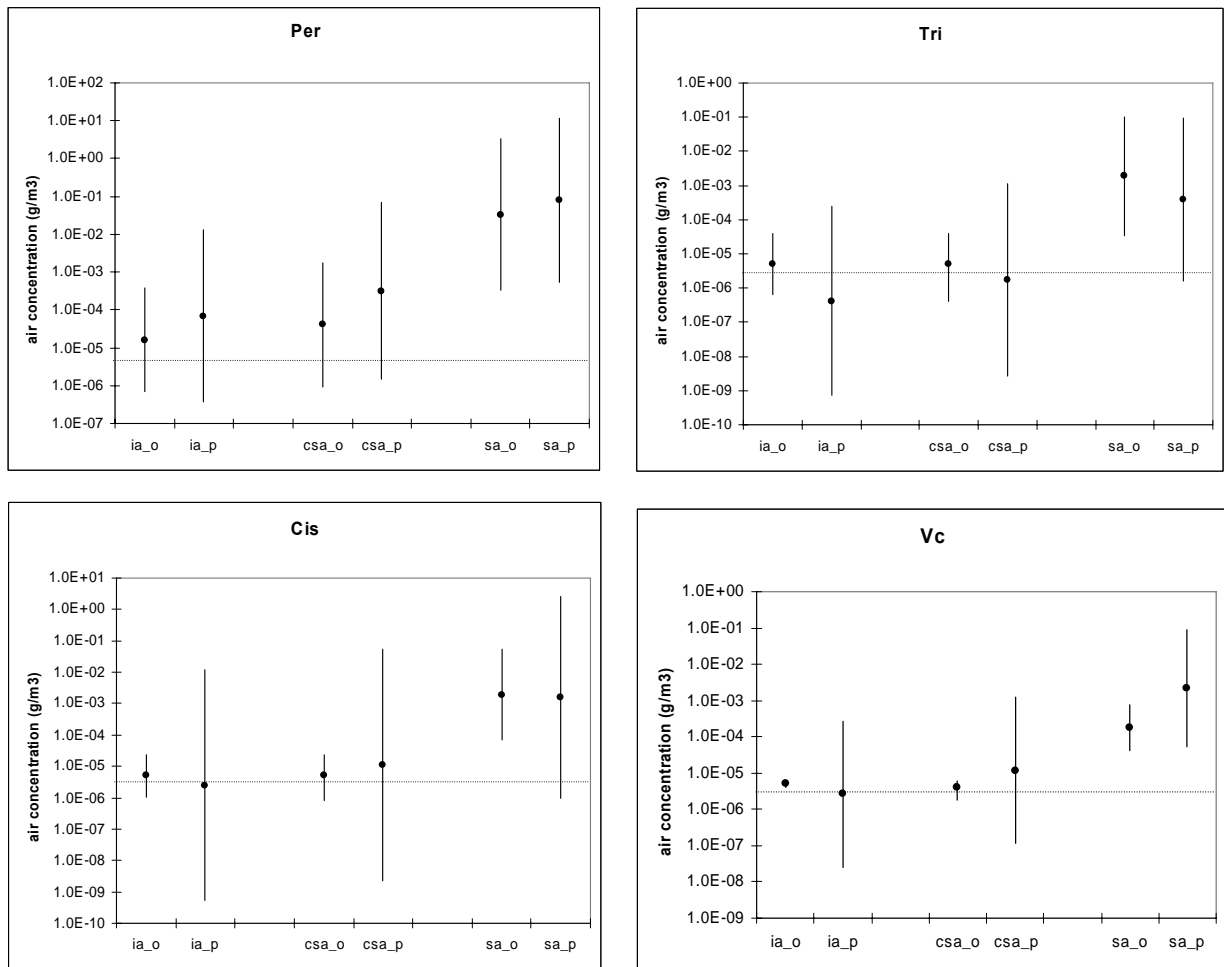 Per
air concentration (g/m3)
1.0E+02
1.0E+01
1.0E+00
1.0E-01
1.0E-02
1.0E-03
1.0E-04
1.0E-05
1.0E-06
1.0E-07
ia_o ia_p csa_o csa_p sa_o sa_p
Tri
air concentration (g/m3)
1.0E+00
1.0E-01
1.0E-02
1.0E-03
1.0E-04
1.0E-05
1.0E-06
1.0E-07
1.0E-08
1.0E-09
1.0E-10
ia_o ia_p csa_o csa_p sa_o sa_p
Cis
air concentration (g/m3)
1.0E+01
1.0E+00
1.0E-01
1.0E-02
1.0E-03
1.0E-04
1.0E-05
1.0E-06
1.0E-07
1.0E-08
1.0E-09
1.0E-10
ia_o ia_p csa_o csa_p sa_o sa_p
Vc
air concentration (g/m3)
1.0E+00
1.0E-01
1.0E-02
1.0E-03
1.0E-04
1.0E-05
1.0E-06
1.0E-07
1.0E-08
1.0E-09
ia_o ia_p csa_o csa_p sa_o sa_p